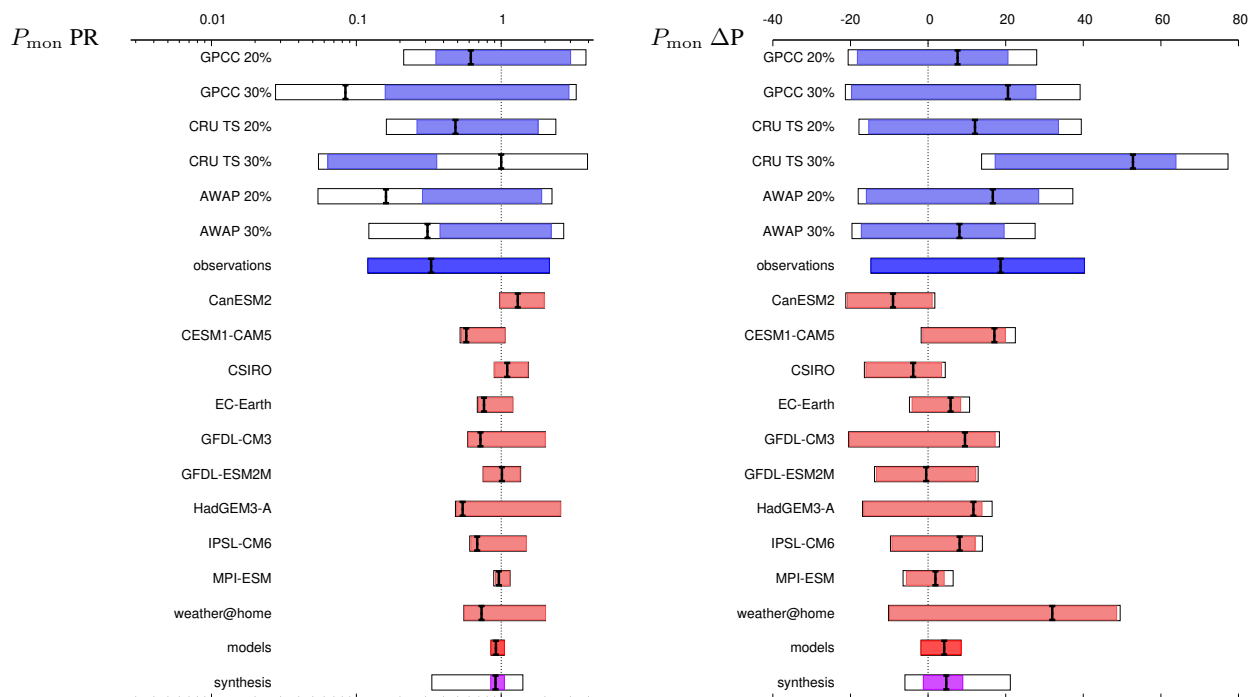 0.01 0.1 1
-40 -20 0 20 40 60 80
P_mon PR
P_mon ΔP
GPCC 20%
GPCC 20%
GPCC 30%
GPCC 30%
CRU TS 20%
CRU TS 20%
CRU TS 30%
CRU TS 30%
AWAP 20%
AWAP 20%
AWAP 30%
AWAP 30%
observations
observations
CanESM2
CanESM2
CESM1-CAM5
CESM1-CAM5
CSIRO
CSIRO
EC-Earth
EC-Earth
GFDL-CM3
GFDL-CM3
GFDL-ESM2M
GFDL-ESM2M
HadGEM3-A
HadGEM3-A
IPSL-CM6
IPSL-CM6
MPI-ESM
MPI-ESM
weather@home
weather@home
models
models
synthesis
synthesis